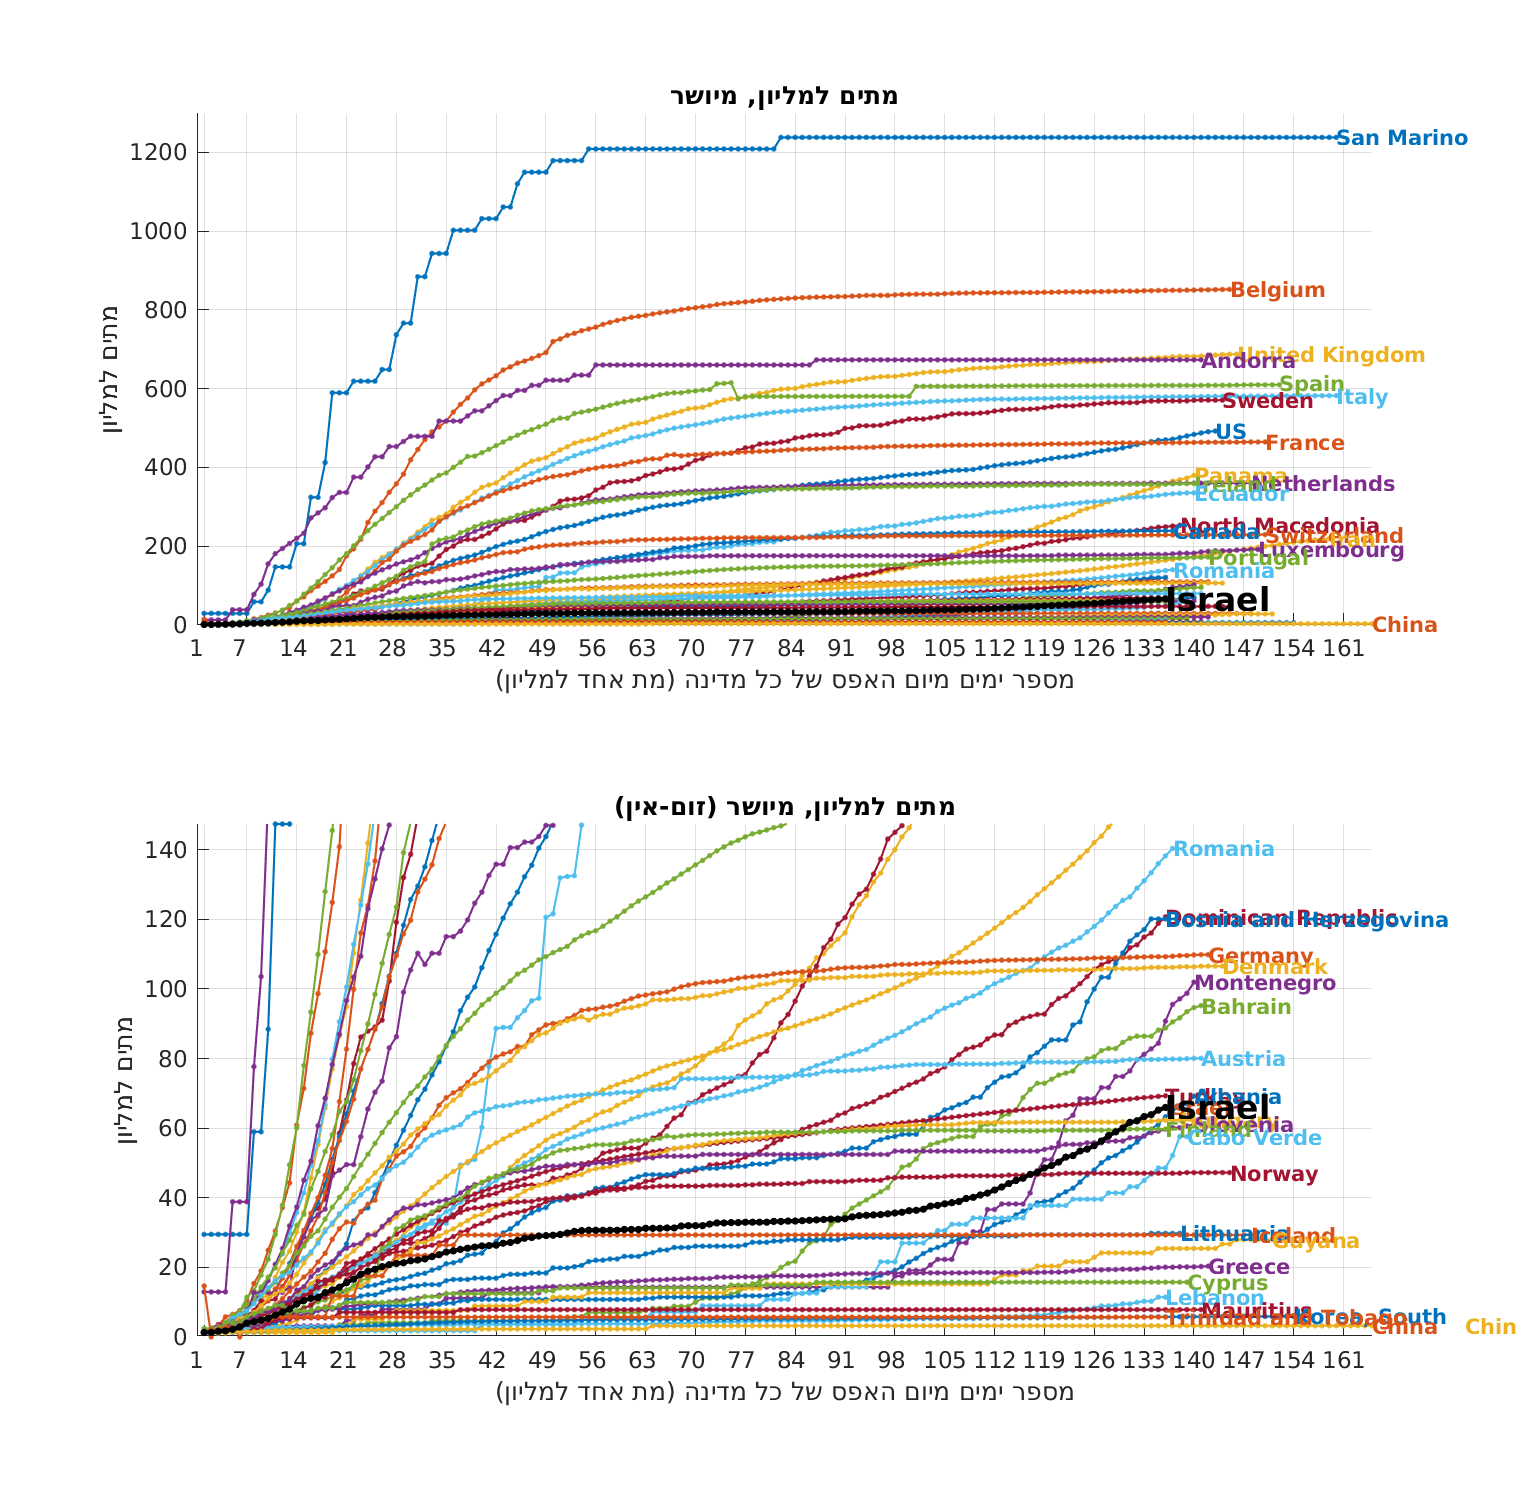 מתים למליון, מיושר
1200
1000
800
600
400
200
0
מתים למליון
San Marino
Belgium
United Kingdom
Andorra
Spain
Italy
Sweden
US
France
Panama
Netherlands
Ecuador
North Macedonia
Canada
Switzerland
Luxembourg
Portugal
Romania
Israel
China
1 7 14 21 28 35 42 49 56 63 70 77 84 91 98 105 112 119 126 133 140 147 154 161
מספר ימים מיום האפס של כל מדינה (מת אחד למליון)
מתים למליון, מיושר (זום-אין)
140
120
100
80
60
40
20
0
מתים למליון
Romania
Dominican Republic
Bosnia and Herzegovina
Germany
Denmark
Montenegro
Bahrain
Austria
Albania
Israel
Slovenia
Cabo Verde
Norway
Lithuania
Iceland
Guyana
Greece
Cyprus
Lebanon
Mauritius
Trinidad and Tobago
South
China
Chin
1 7 14 21 28 35 42 49 56 63 70 77 84 91 98 105 112 119 126 133 140 147 154 161
מספר ימים מיום האפס של כל מדינה (מת אחד למליון)